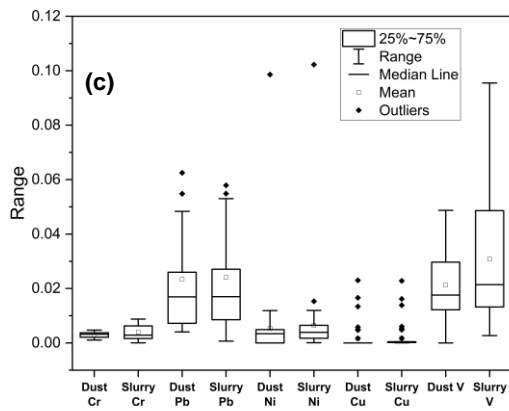 0.12
0.10
0.08
0.06
0.04
0.02
0.00
Range
(c)
25%~75%
Range
Median Line
Mean
Outliers
Dust Slurry Dust Slurry Dust Slurry Dust Slurry Dust V Slurry
Cr Cr Pb Pb Ni Ni Cu Cu V